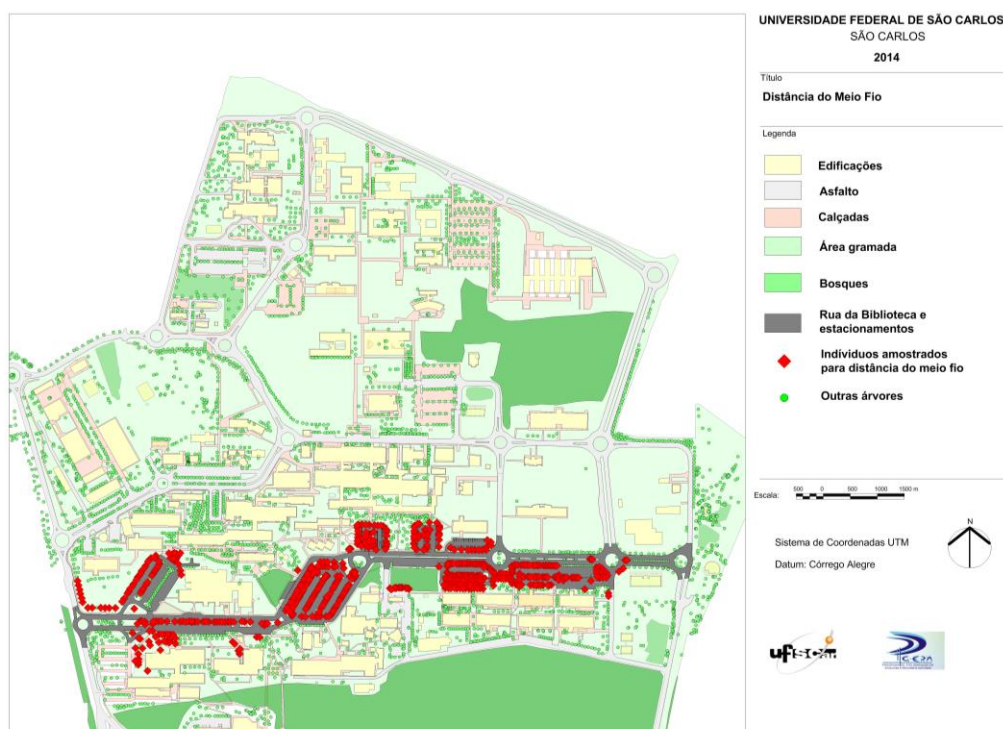 UNIVERSIDADE FEDERAL DE SÃO CARLOS
SÃO CARLOS
2014
Título
Distância do Meio Fio
Legenda
Edificações
Asfalto
Calçadas
Área gramada
Bosques
Rua da Biblioteca e
estacionamentos
Indivíduos amostrados
para distância do meio fio
Outras árvores
Escala:
500 0 500 1000 1500 m
Sistema de Coordenadas UTM
Datum: Córrego Alegre
N